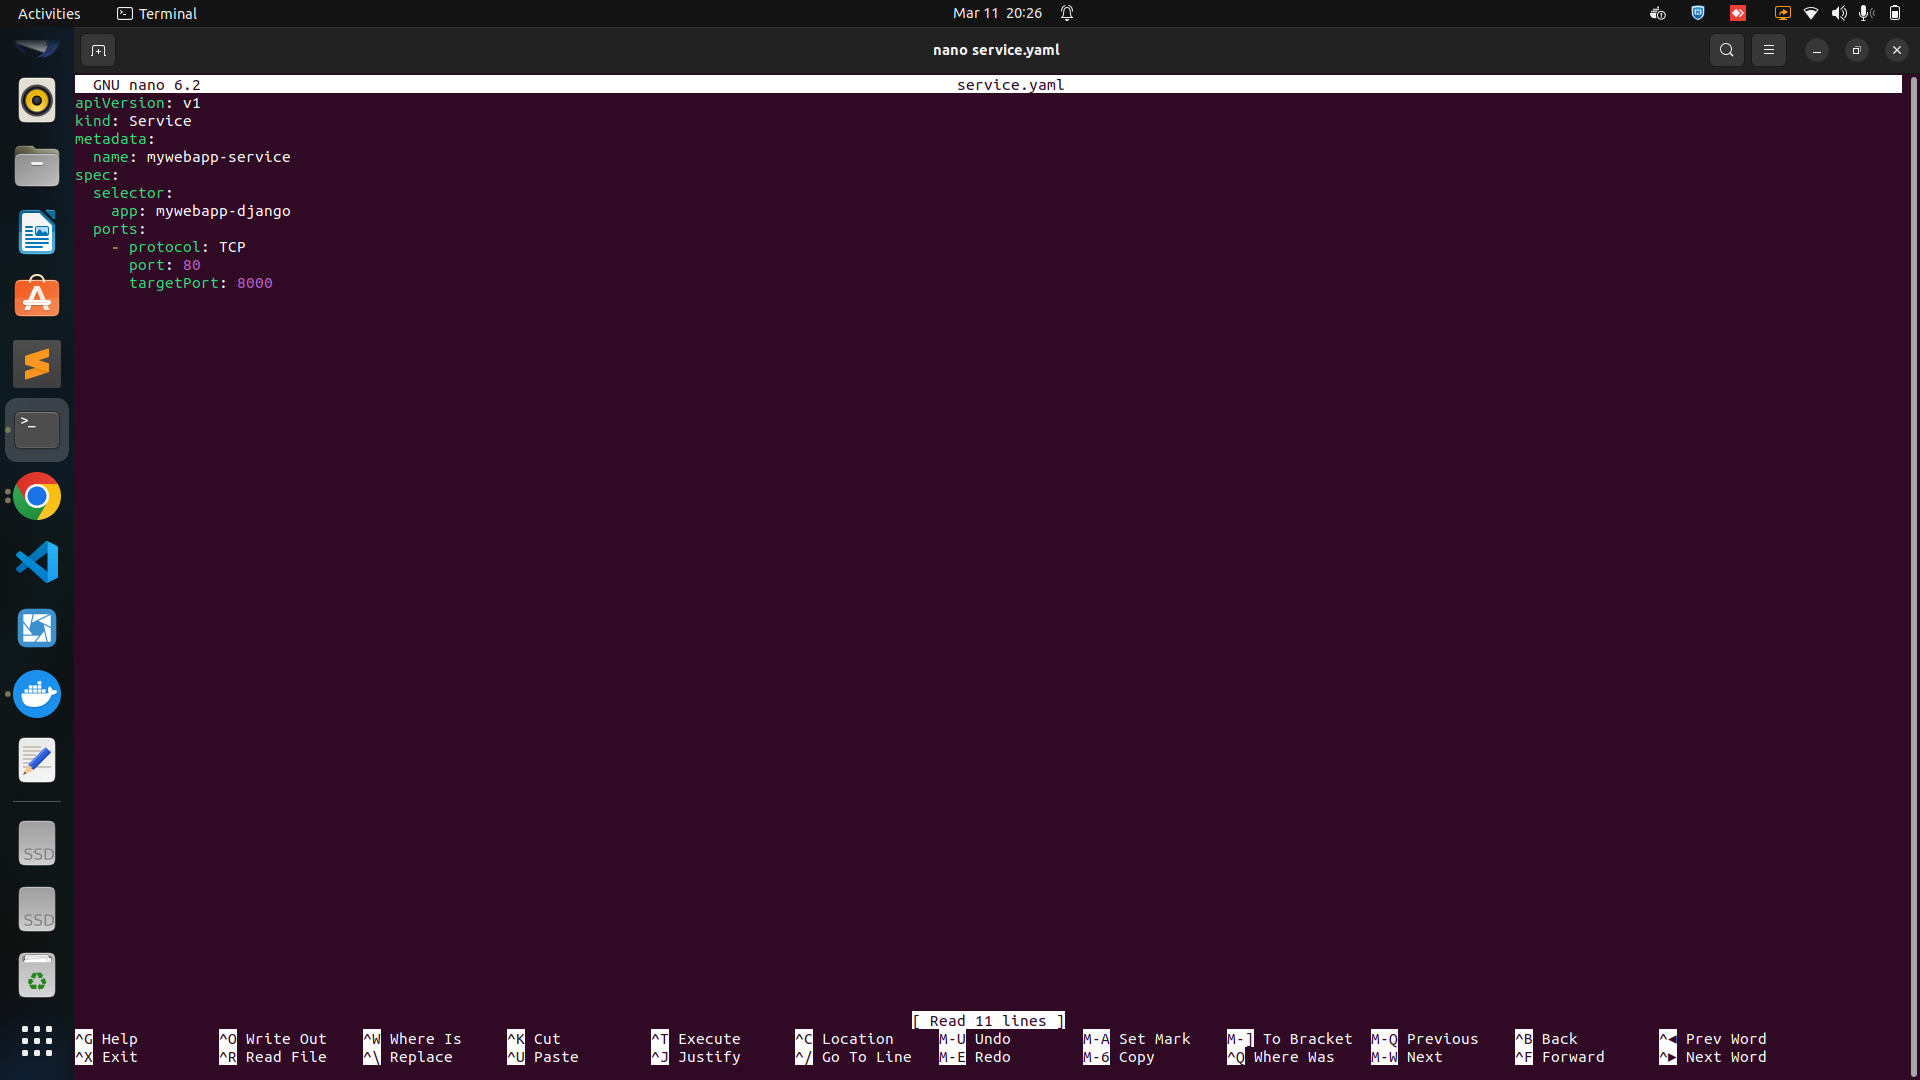 Activities Terminal Mar 11 20:26
nano service.yaml
GNU nano 6.2 service.yaml
apiVersion: v1
kind: Service
metadata:
  name: mywebapp-service
spec:
  selector:
    app: mywebapp-django
  ports:
    - protocol: TCP
      port: 80
      targetPort: 8000
>_
SSD
SSD
[ Read 11 lines ]
^G Help ^O Write Out ^W Where Is ^K Cut ^T Execute ^C Location M-U Undo M-A Set Mark M-] To Bracket M-Q Previous ^B Back ^◀ Prev Word
^X Exit ^R Read File ^\ Replace ^U Paste ^J Justify ^/ Go To Line M-E Redo M-6 Copy ^Q Where Was M-W Next ^F Forward ^▶ Next Word